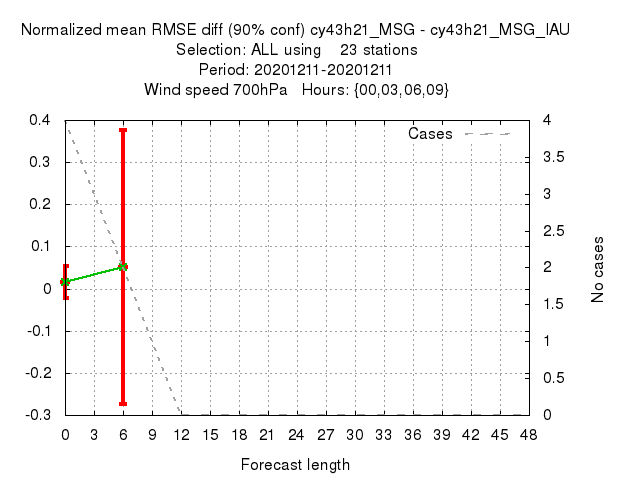 Normalized mean RMSE diff (90% conf) cy43h21_MSG - cy43h21_MSG_IAU
Selection: ALL using 23 stations
Period: 20201211-20201211
Wind speed 700hPa Hours: {00,03,06,09}
Cases
0.4
0.3
0.2
0.1
0
-0.1
-0.2
-0.3
4
3.5
3
2.5
2
1.5
1
0.5
0
No cases
0 3 6 9 12 15 18 21 24 27 30 33 36 39 42 45 48
Forecast length